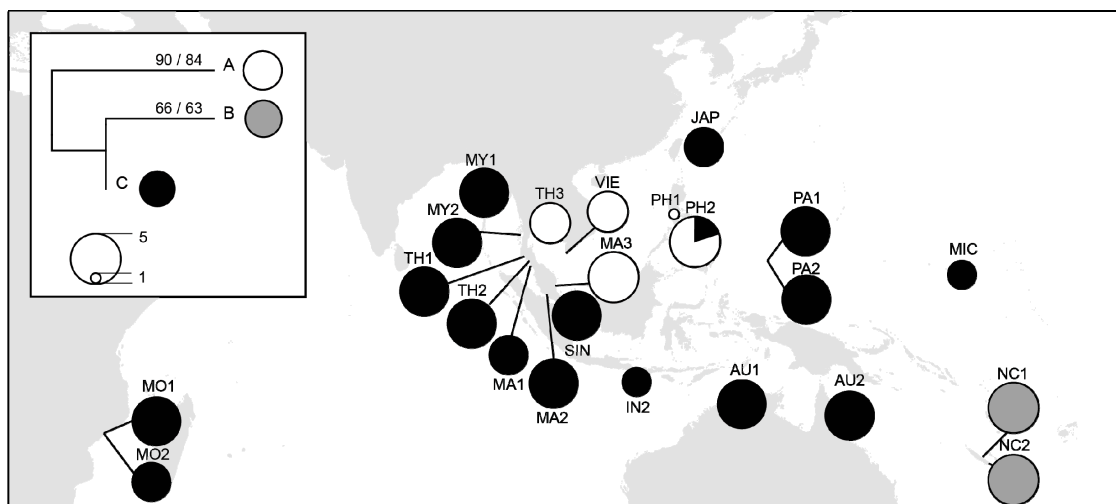 90 / 84
A
66 / 63
B
C
5
1
JAP
MY1
TH3
VIE
MY2
PH1
PH2
PA1
TH1
MA3
MIC
TH2
PA2
SIN
MA1
MA2
IN2
AU1
AU2
NC1
MO1
NC2
MO2